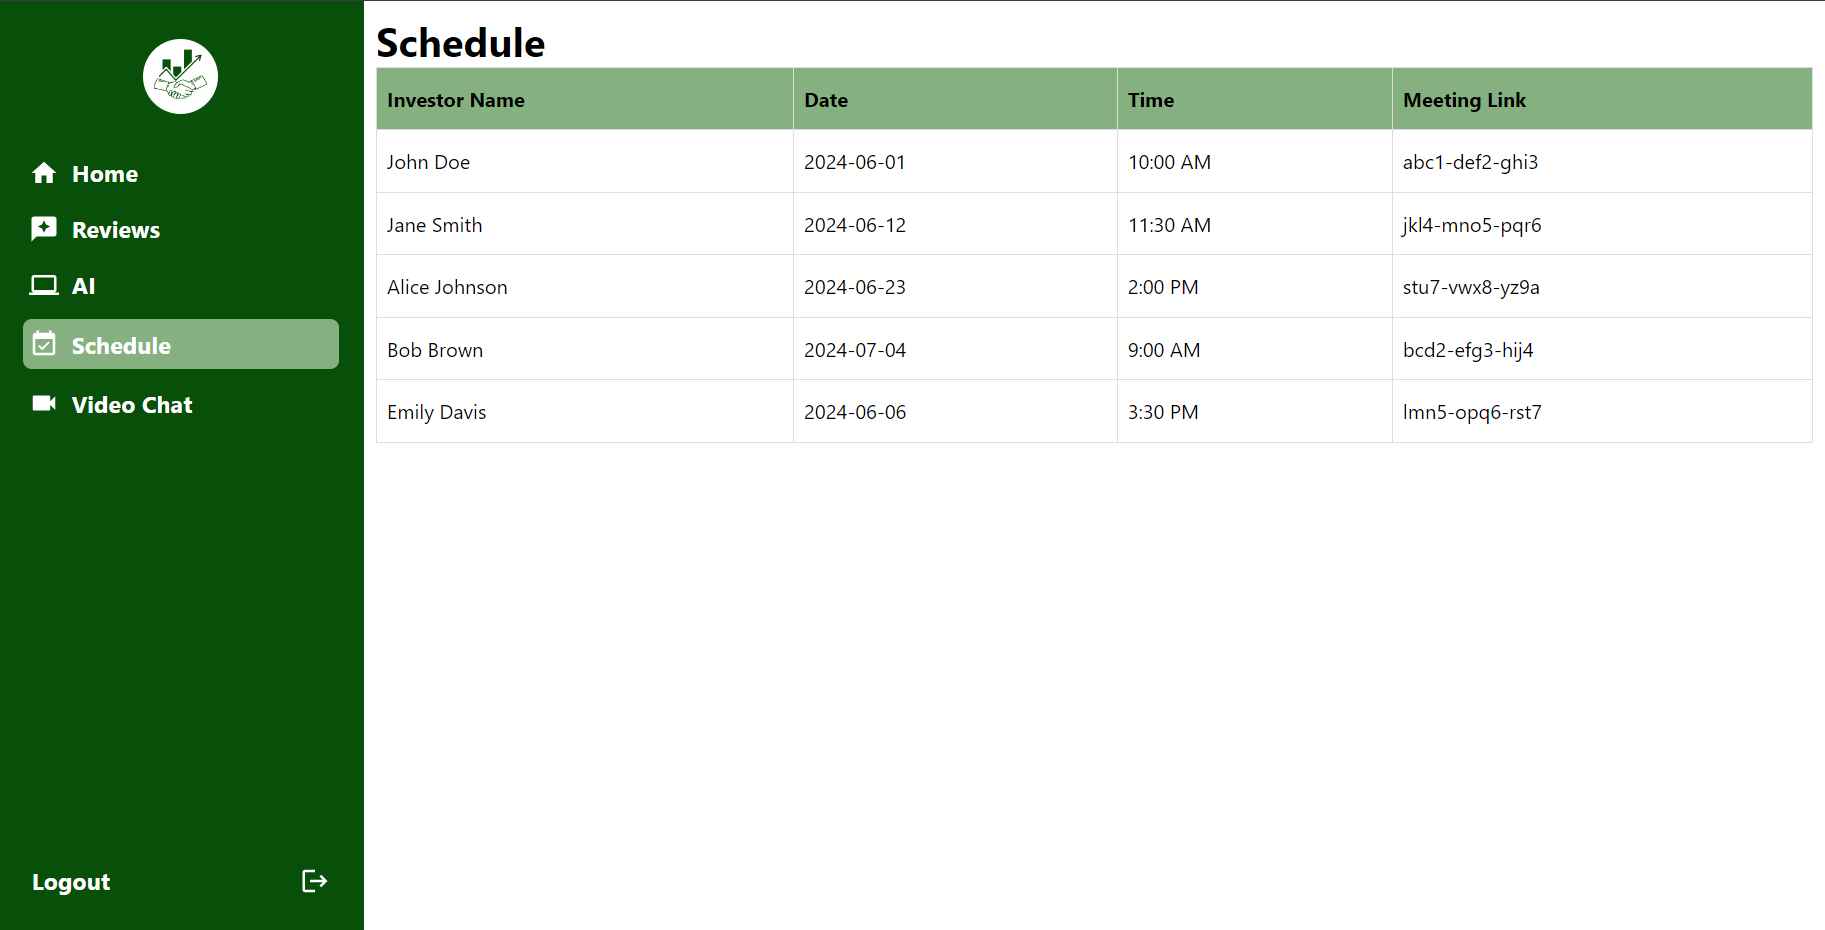 Home
Reviews
AI
Schedule
Video Chat
Logout
Schedule
Investor Name Date Time Meeting Link
John Doe 2024-06-01 10:00 AM abc1-def2-ghi3
Jane Smith 2024-06-12 11:30 AM jkl4-mno5-pqr6
Alice Johnson 2024-06-23 2:00 PM stu7-vwx8-yz9a
Bob Brown 2024-07-04 9:00 AM bcd2-efg3-hij4
Emily Davis 2024-06-06 3:30 PM lmn5-opq6-rst7